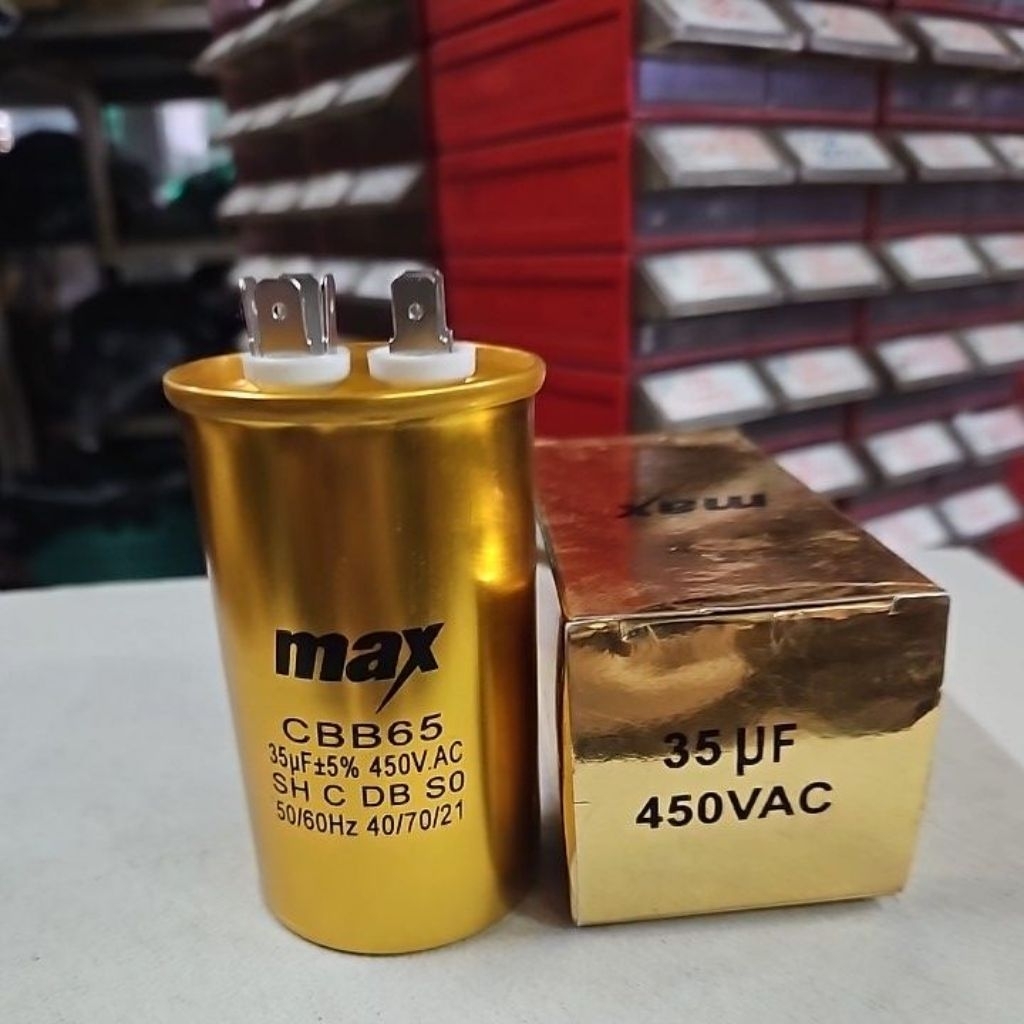 max
CBB65
35µF±5% 450V.AC
SH C DB S0
50/60Hz 40/70/21
max
35 µF
450VAC